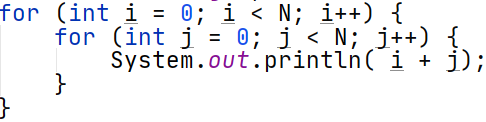 for (int i = 0; i < N; i++) {
    for (int j = 0; j < N; j++) {
        System.out.println( i + j);
    }
}